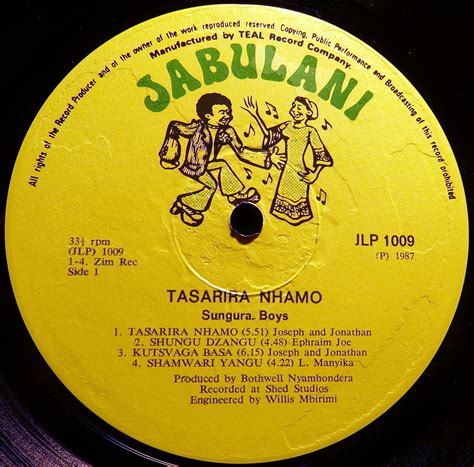 All rights of the Record Producer and of the owner of the work reproduced reserved. Copying, Public Performance and Broadcasting of this record prohibited
Manufactured by TEAL Record Company.
JABULANI
33⅓ rpm
(JLP) 1009
1-4. Zim Rec
Side 1
JLP 1009
(P) 1987
TASARIRA NHAMO
Sungura Boys
1. TASARIRA NHAMO (5.51) Joseph and Jonathan
2. SHUNGU DZANGU (4.48) Ephraim Joe
3. KUTSVAGA BASA (6.15) Joseph and Jonathan
4. SHAMWARI YANGU (4.22) L. Manyika
Produced by Bothwell Nyamhondera
Recorded at Shed Studios
Engineered by Willis Mbirimi